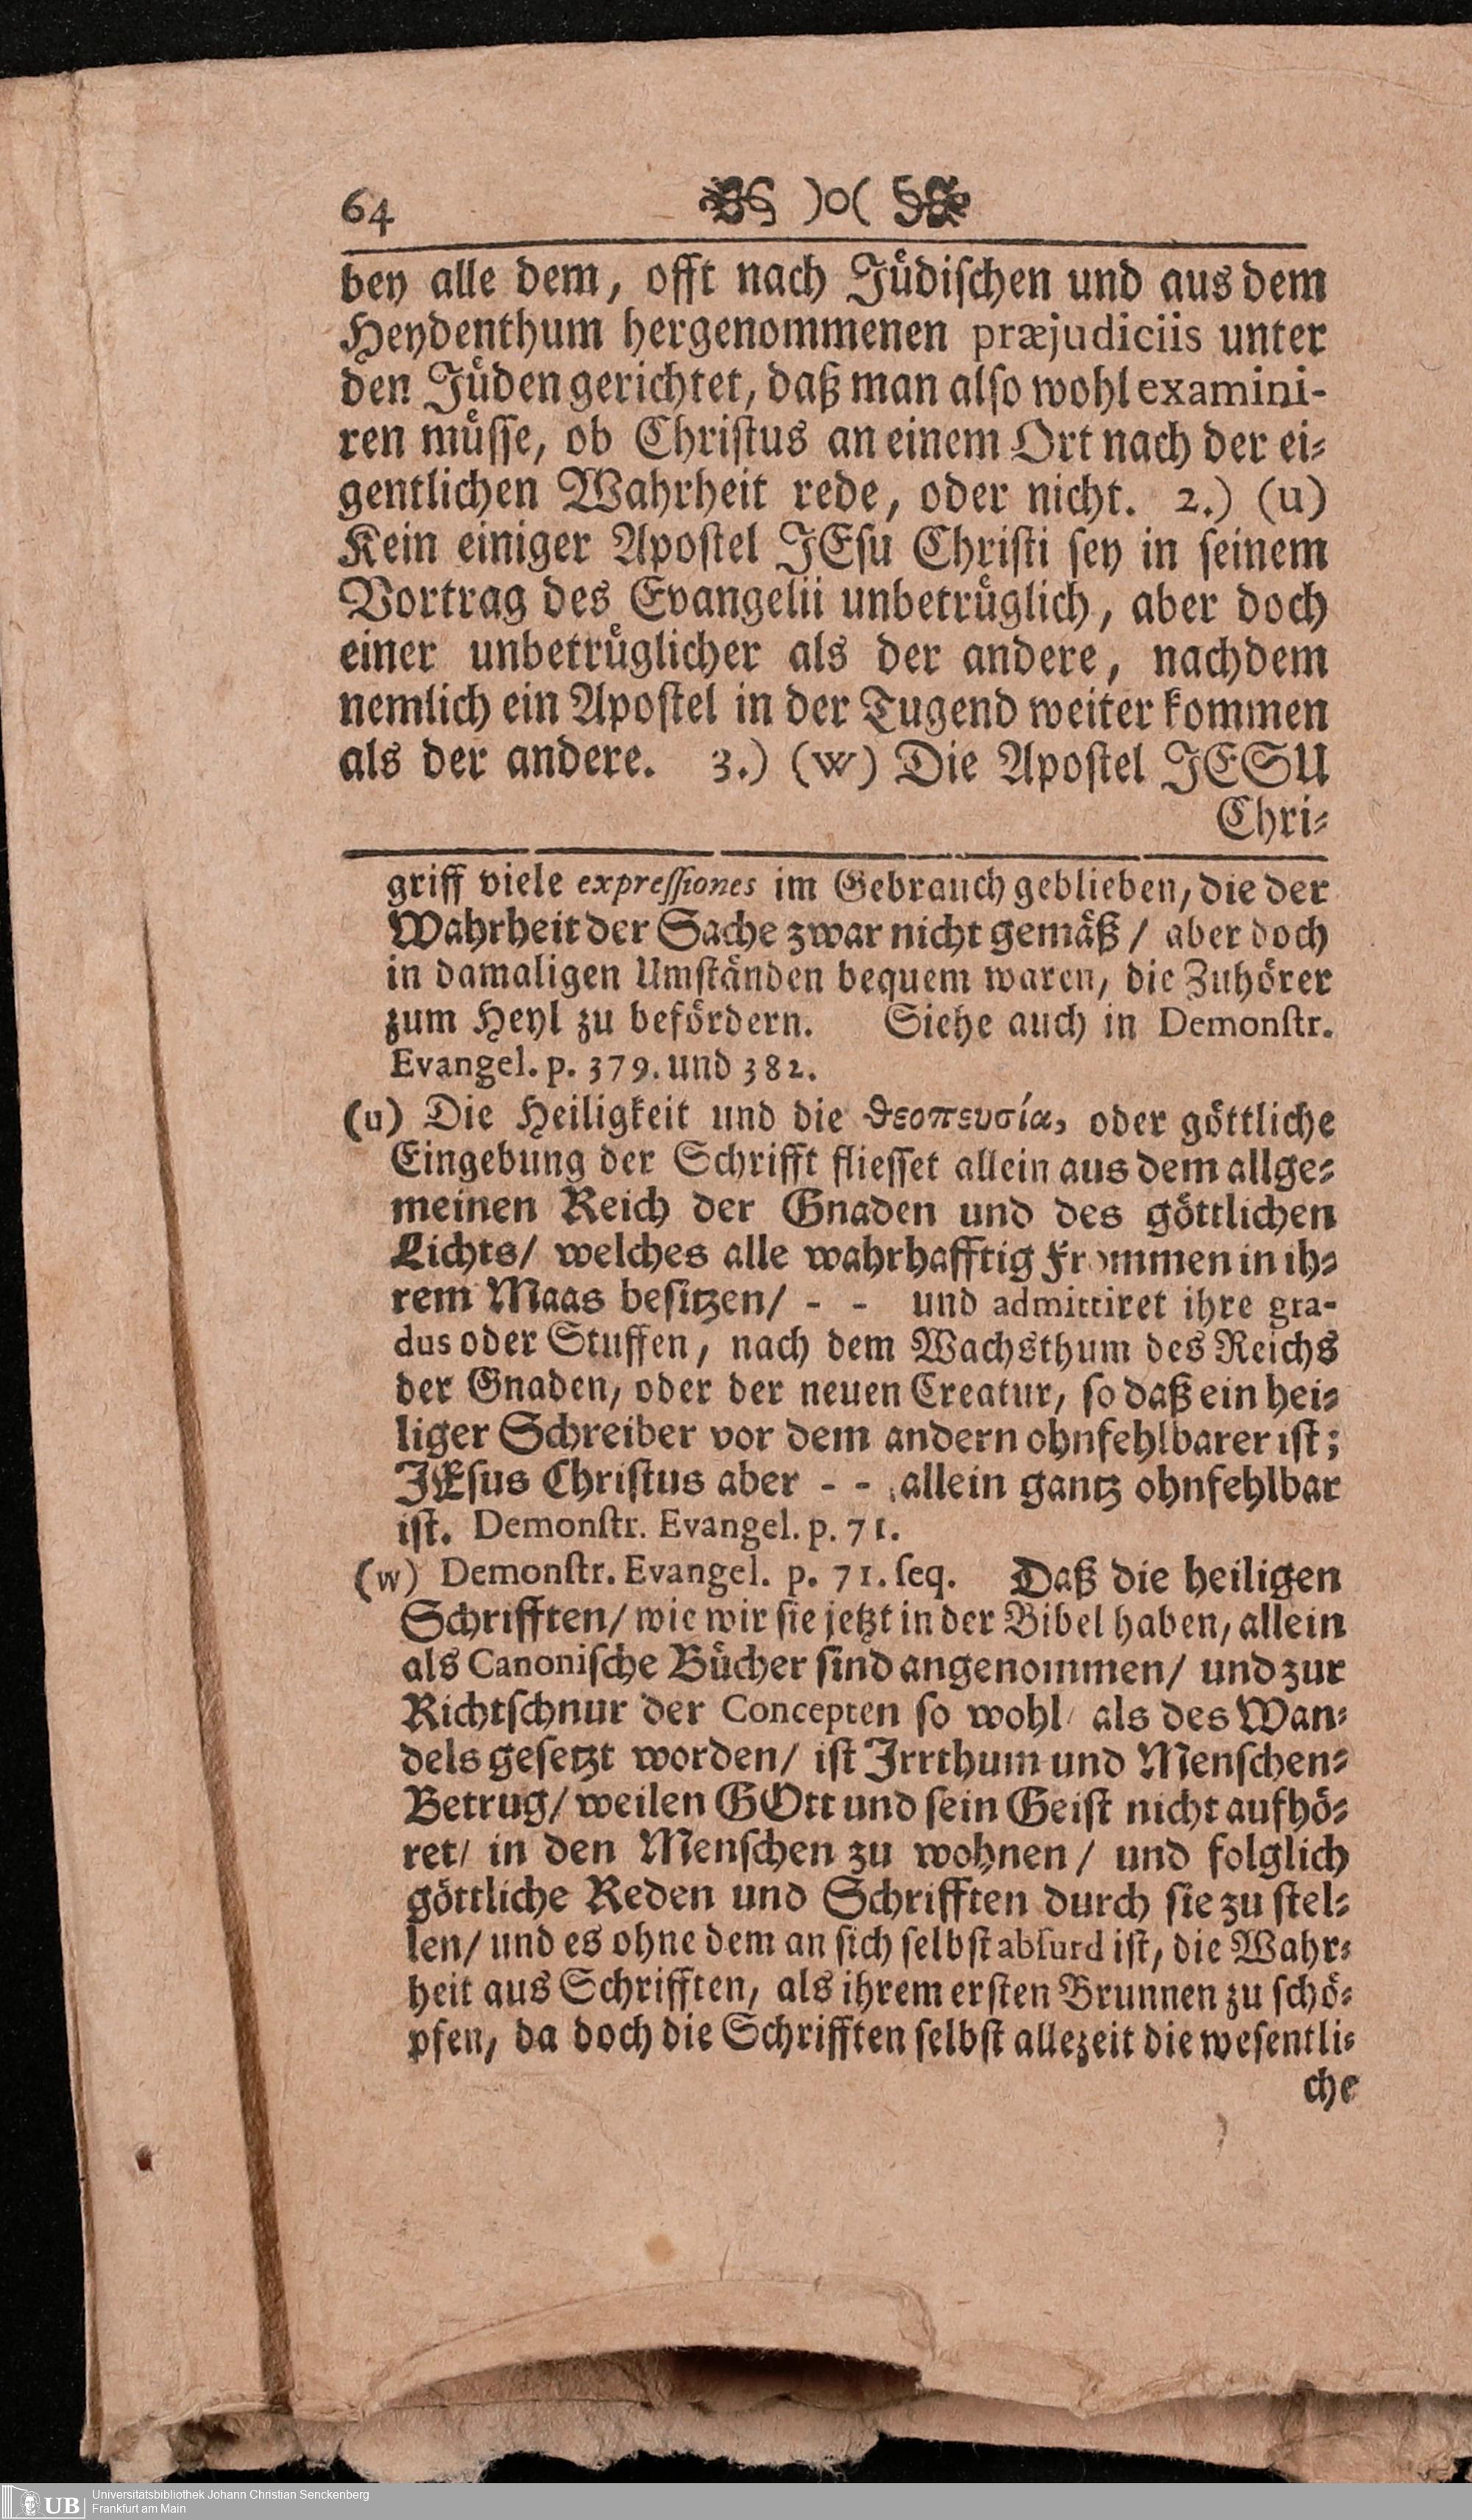 64 )o(
bey alle dem, offt nach Jüdischen und aus dem
Heydenthum hergenommenen præjudiciis unter
den Jüden gerichtet, daß man also wohl examini-
ren müsse, ob Christus an einem Ort nach der ei-
gentlichen Wahrheit rede, oder nicht. 2.) (u)
Kein einiger Apostel JEsu Christi sey in seinem
Vortrag des Evangelii unbetrüglich, aber doch
einer unbetrüglicher als der andere, nachdem
nemlich ein Apostel in der Tugend weiter kommen
als der andere. 3.) (w) Die Apostel JESU
Chri-
griff viele expressiones im Gebrauch geblieben, die der
Wahrheit der Sache zwar nicht gemäß / aber doch
in damaligen Umständen bequem waren, die Zuhörer
zum Heyl zu befördern. Siehe auch in Demonstr.
Evangel. p. 379. und 382.
(u) Die Heiligkeit und die θεοπευσία, oder göttliche
Eingebung der Schrifft fliesset allein aus dem allge-
meinen Reich der Gnaden und des göttlichen
Lichts/ welches alle wahrhafftig Frommen in ih-
rem Maas besitzen/ - - und admittiret ihre gra-
dus oder Stuffen, nach dem Wachsthum des Reichs
der Gnaden, oder der neuen Creatur, so daß ein hei-
liger Schreiber vor dem andern ohnfehlbarer ist;
JEsus Christus aber - - allein gantz ohnfehlbar
ist. Demonstr. Evangel. p. 71.
(w) Demonstr. Evangel. p. 71. seq. Daß die heiligen
Schrifften/ wie wir sie jetzt in der Bibel haben, allein
als Canonische Bücher sind angenommen/ und zur
Richtschnur der Concepten so wohl/ als des Wan-
dels gesetzt worden/ ist Irrthum und Menschen-
Betrug/ weilen GOtt und sein Geist nicht aufhö-
ret/ in den Menschen zu wohnen/ und folglich
göttliche Reden und Schrifften durch sie zu stel-
len/ und es ohne dem an sich selbst absurd ist, die Wahr-
heit aus Schrifften, als ihrem ersten Brunnen zu schö-
pfen, da doch die Schrifften selbst allezeit die wesentli-
che
UB Universitätsbibliothek Johann Christian Senckenberg
Frankfurt am Main